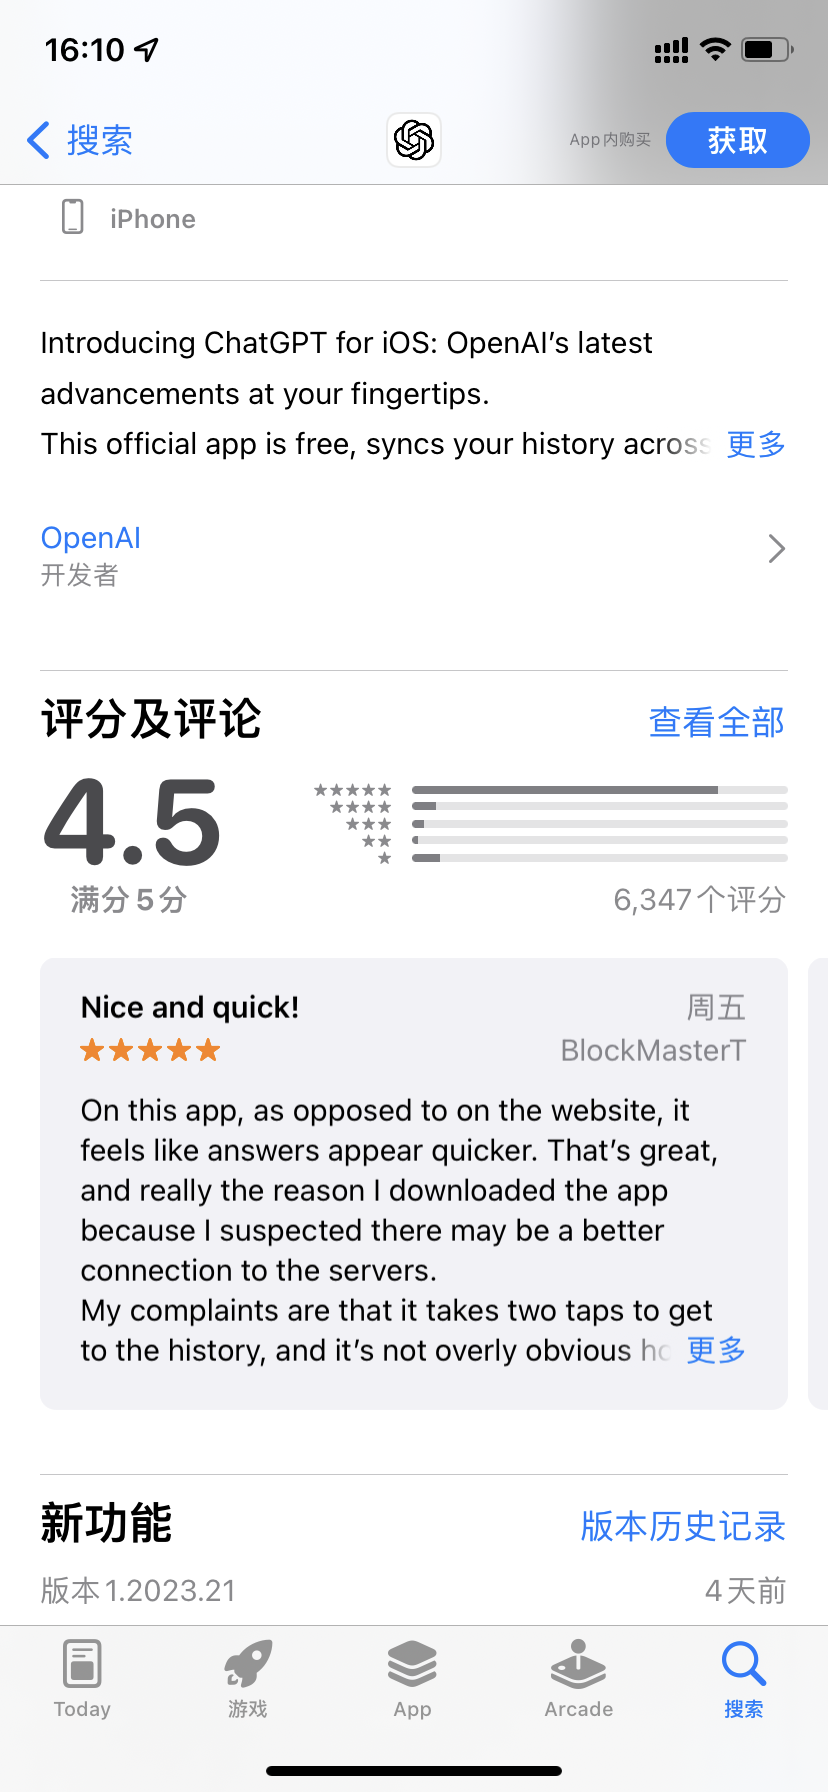 16:10
搜索
App内购买
获取
iPhone
Introducing ChatGPT for iOS: OpenAI’s latest
advancements at your fingertips.
This official app is free, syncs your history across 更多
OpenAI
开发者
评分及评论
查看全部
4.5
满分5分
6,347个评分
Nice and quick!
周五
BlockMasterT
On this app, as opposed to on the website, it
feels like answers appear quicker. That’s great,
and really the reason I downloaded the app
because I suspected there may be a better
connection to the servers.
My complaints are that it takes two taps to get
to the history, and it’s not overly obvious 更多
新功能
版本历史记录
版本1.2023.21
4天前
Today
游戏
App
Arcade
搜索